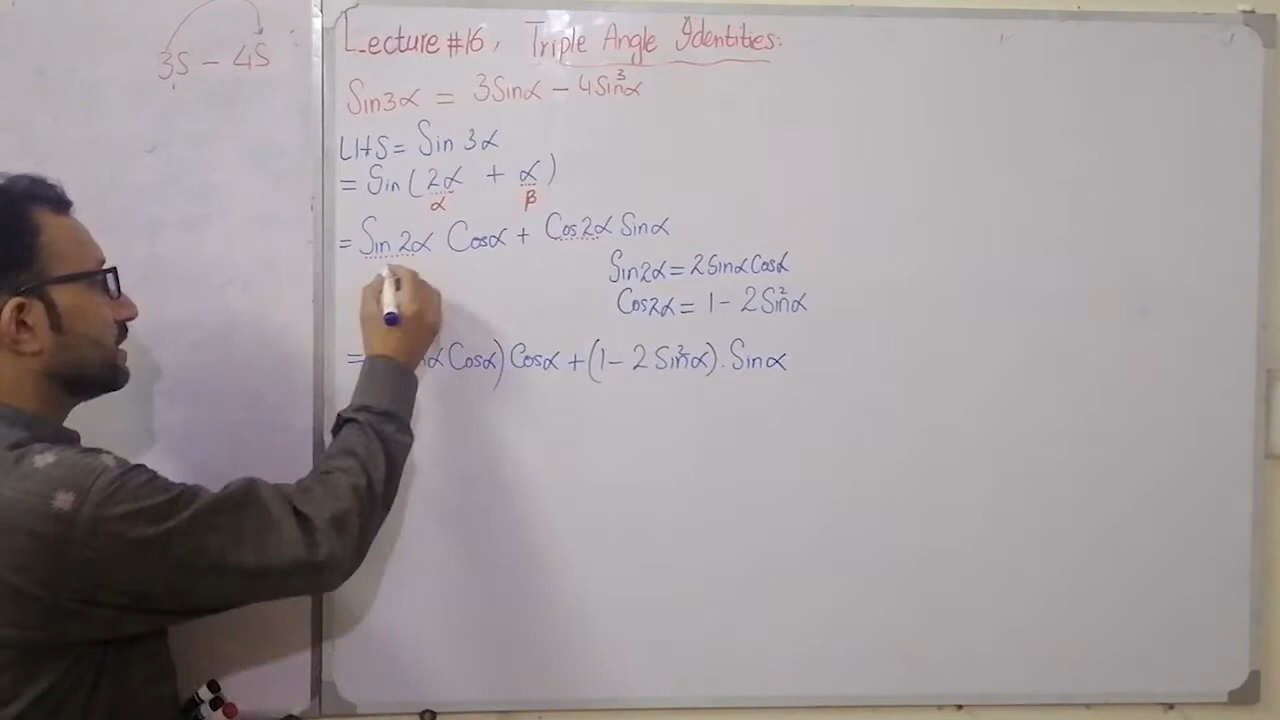 3S - 4S
Lecture #16, Triple Angle Identities:
Sin3α = 3Sinα - 4Sin³α
LHS = Sin 3α
= Sin (2α + α)
α β
= Sin 2α Cosα + Cos2α Sinα
Sin2α = 2SinαCosα
Cos2α = 1 - 2Sin²α
= α Cosα) Cosα + (1 - 2 Sin²α) . Sinα